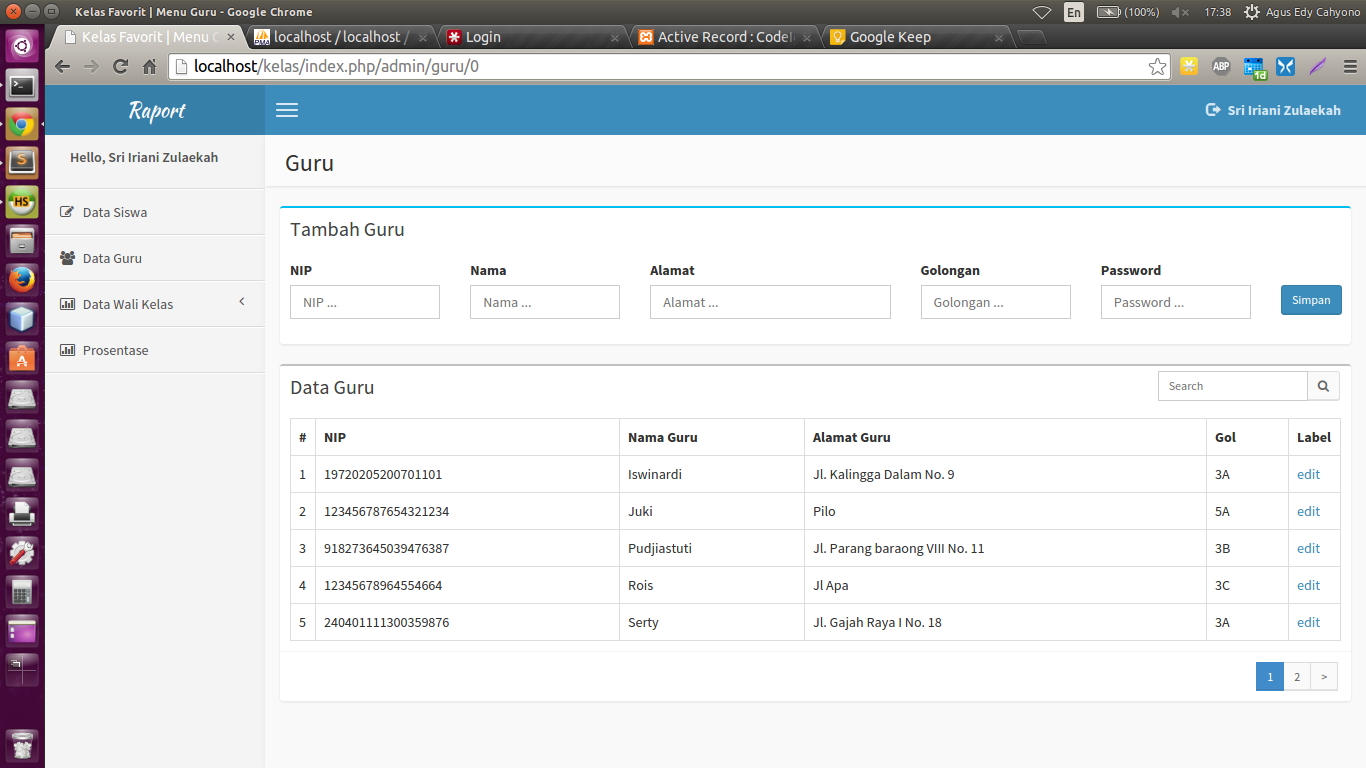 Kelas Favorit | Menu Guru - Google Chrome
En
(100%)
17:38
Agus Edy Cahyono
Kelas Favorit | Menu G
localhost / localhost /
Login
Active Record : CodeI
Google Keep
localhost/kelas/index.php/admin/guru/0
ABP
1d
Raport
Sri Iriani Zulaekah
Hello, Sri Iriani Zulaekah
Data Siswa
Data Guru
Data Wali Kelas
Prosentase
Guru
Tambah Guru
NIP Nama Alamat Golongan Password
NIP ... Nama ... Alamat ... Golongan ... Password ... Simpan
Data Guru
Search
# NIP Nama Guru Alamat Guru Gol Label
1 19720205200701101 Iswinardi Jl. Kalingga Dalam No. 9 3A edit
2 123456787654321234 Juki Pilo 5A edit
3 918273645039476387 Pudjiastuti Jl. Parang baraong VIII No. 11 3B edit
4 12345678964554664 Rois Jl Apa 3C edit
5 240401111300359876 Serty Jl. Gajah Raya I No. 18 3A edit
1 2 >
S
HS
A